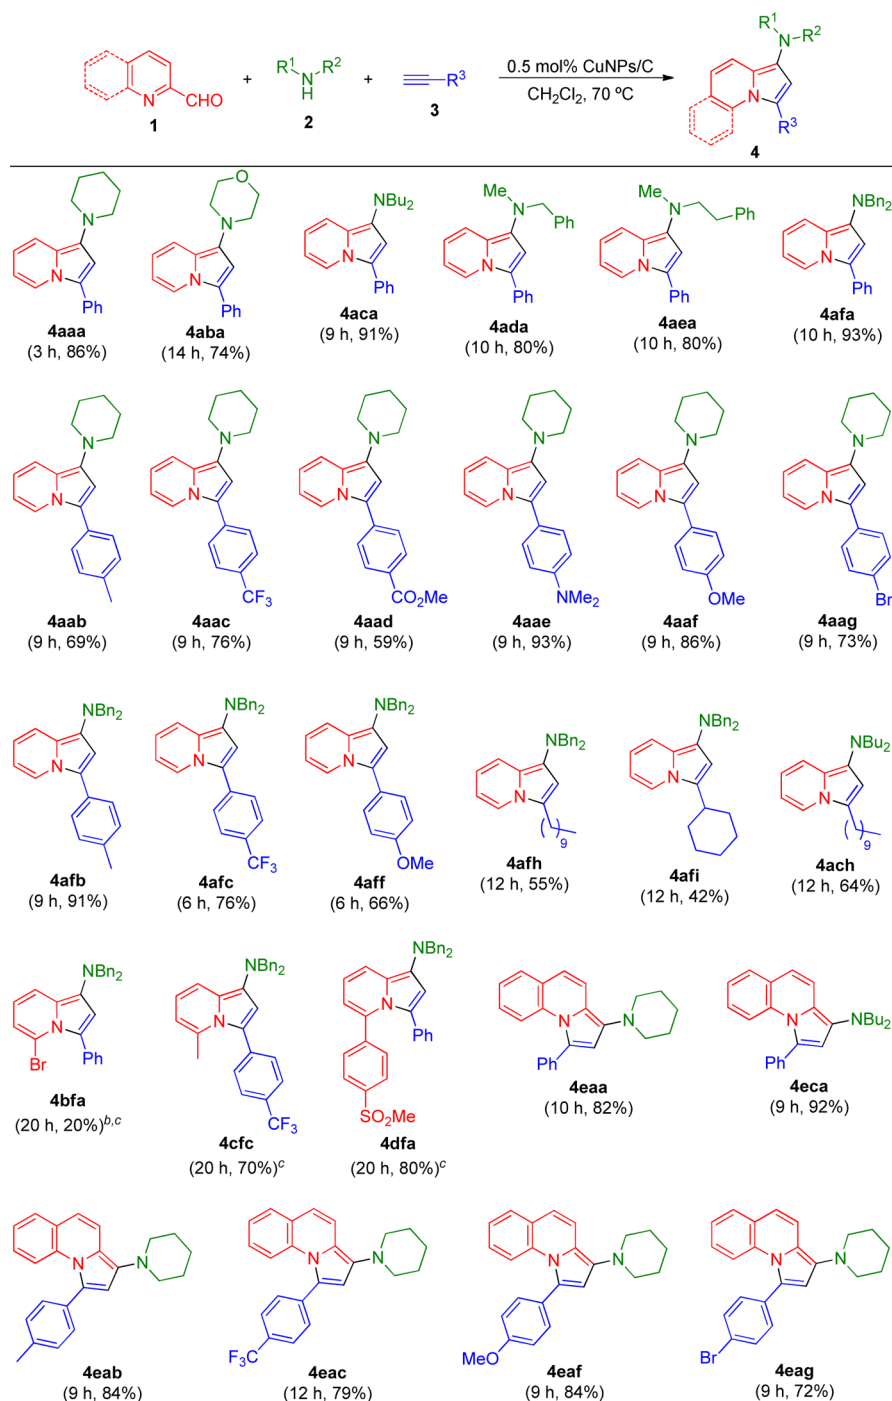 R¹ N R²
N CHO + R¹ N R² H + R³ 0.5 mol% CuNPs/C N R³
CH₂Cl₂, 70 ºC
1 2 3 4
N O N NBu₂ Me N Ph Me N Ph NBn₂
N Ph N Ph N Ph N Ph N Ph N Ph
4aaa 4aba 4aca 4ada 4aea 4afa
(3 h, 86%) (14 h, 74%) (9 h, 91%) (10 h, 80%) (10 h, 80%) (10 h, 93%)
N N N N N N
N N N N N N
CF₃ CO₂Me NMe₂ OMe Br
4aab 4aac 4aad 4aae 4aaf 4aag
(9 h, 69%) (9 h, 76%) (9 h, 59%) (9 h, 93%) (9 h, 86%) (9 h, 73%)
NBn₂ NBn₂ NBn₂ NBn₂ NBn₂ NBu₂
N N N N N N
CF₃ OMe ( )9 ( )9
4afb 4afc 4aff 4afh 4afi 4ach
(9 h, 91%) (6 h, 76%) (6 h, 66%) (12 h, 55%) (12 h, 42%) (12 h, 64%)
NBn₂ NBn₂ NBn₂ N NBu₂
N N N N N
Br Ph CF₃ Ph SO₂Me Ph Ph
4bfa 4cfc 4dfa 4eaa 4eca
(20 h, 20%)b,c (20 h, 70%)c (20 h, 80%)c (10 h, 82%) (9 h, 92%)
N N N N N N N N
F₃C MeO Br
4eab 4eac 4eaf 4eag
(9 h, 84%) (12 h, 79%) (9 h, 84%) (9 h, 72%)